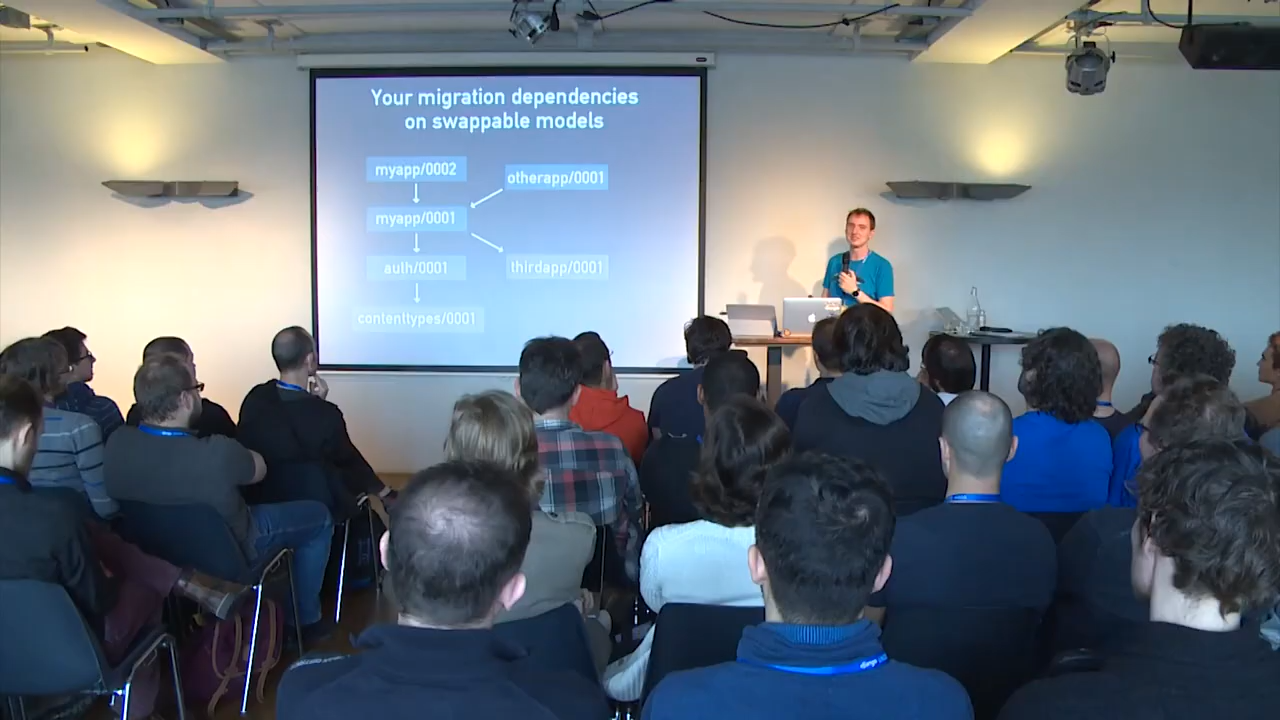 Your migration dependencies
on swappable models
myapp/0002
otherapp/0001
myapp/0001
auth/0001
thirdapp/0001
contenttypes/0001